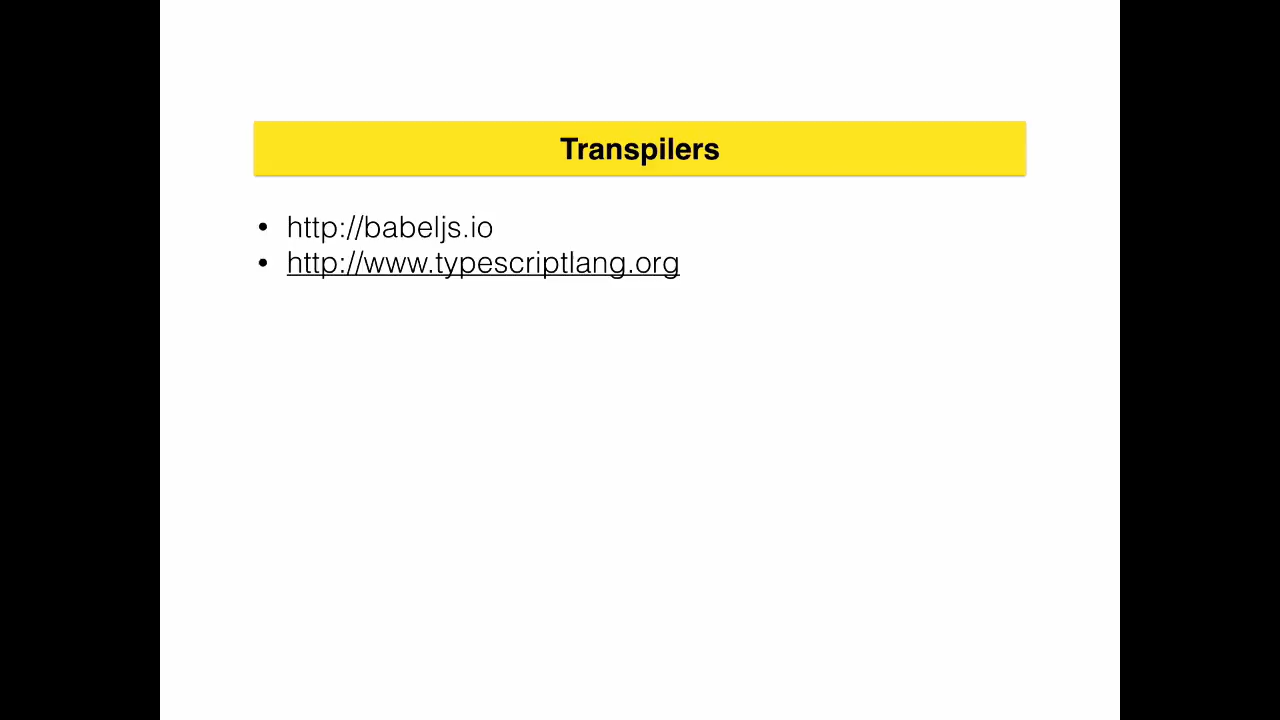 Transpilers
• http://babeljs.io
• http://www.typescriptlang.org